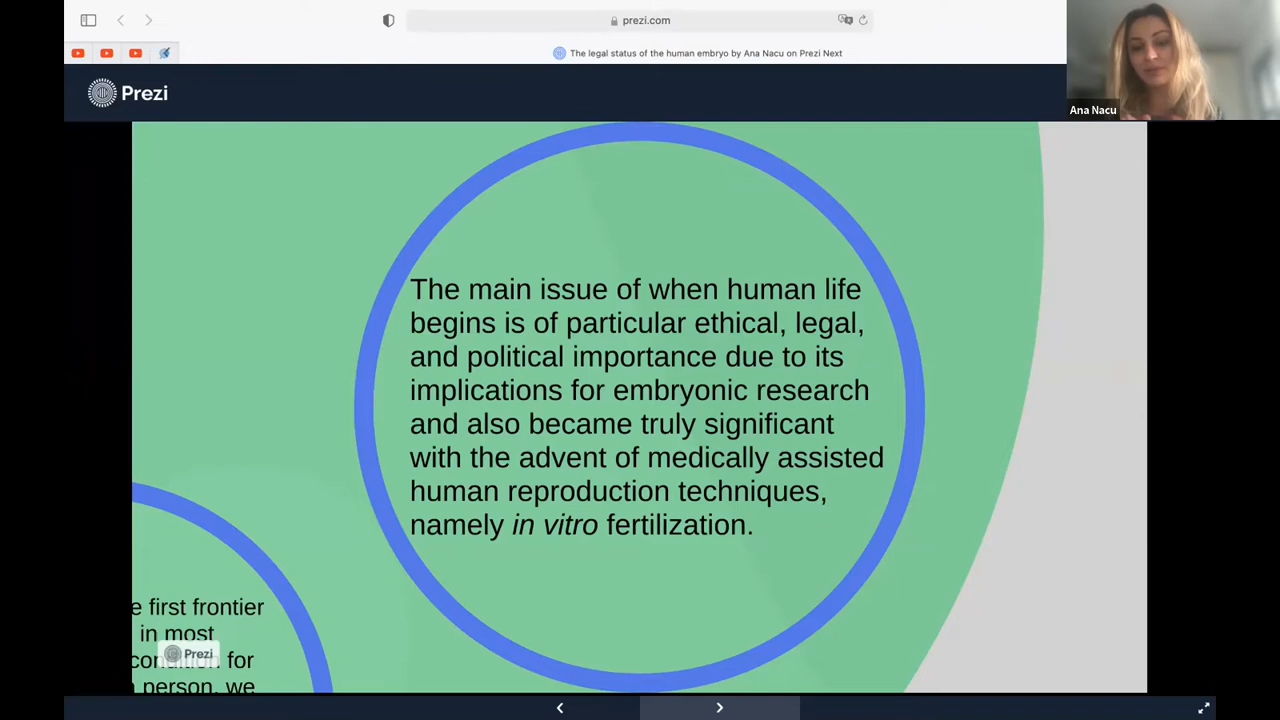 prezi.com
The legal status of the human embryo by Ana Nacu on Prezi Next
Prezi
Ana Nacu
The main issue of when human life
begins is of particular ethical, legal,
and political importance due to its
implications for embryonic research
and also became truly significant
with the advent of medically assisted
human reproduction techniques,
namely in vitro fertilization.
first frontier
in most
Prezi
for
person, we